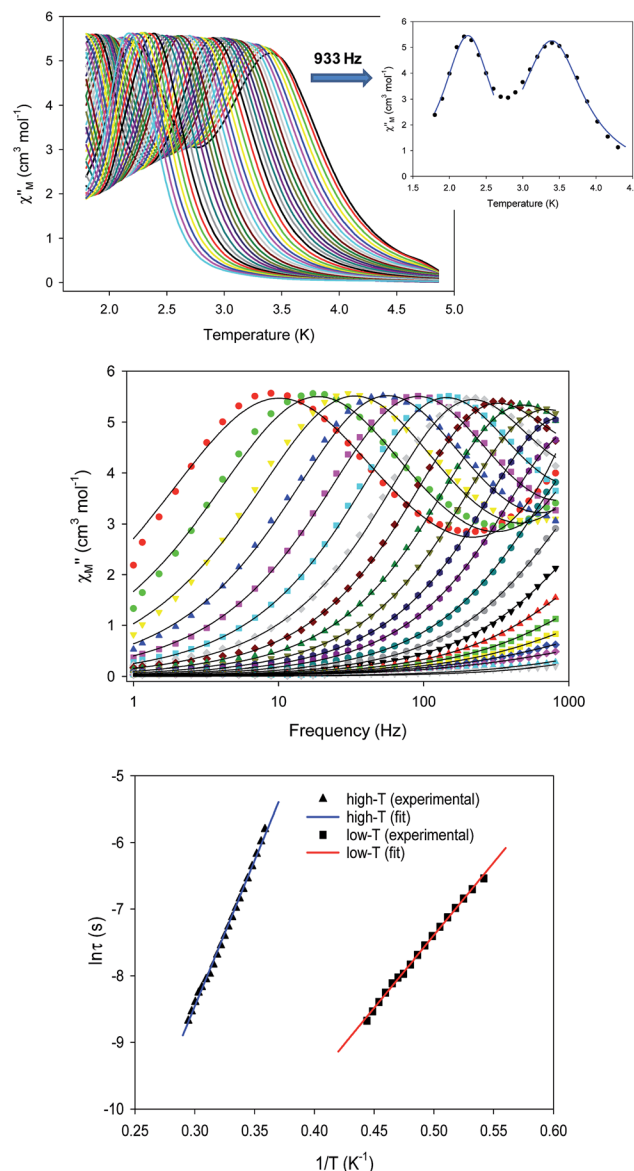 6
5
4
3
2
1
0
χ"M (cm³ mol⁻¹)
2.0 2.5 3.0 3.5 4.0 4.5 5.0
Temperature (K)
933 Hz
6
5
4
3
2
1
0
χ"M (cm³ mol⁻¹)
1.5 2.0 2.5 3.0 3.5 4.0 4.
Temperature (K)
6
5
4
3
2
1
0
χM" (cm³ mol⁻¹)
1 10 100 1000
Frequency (Hz)
-5
-6
-7
-8
-9
-10
lnτ (s)
high-T (experimental)
high-T (fit)
low-T (experimental)
low-T (fit)
0.25 0.30 0.35 0.40 0.45 0.50 0.55 0.60
1/T (K⁻¹)